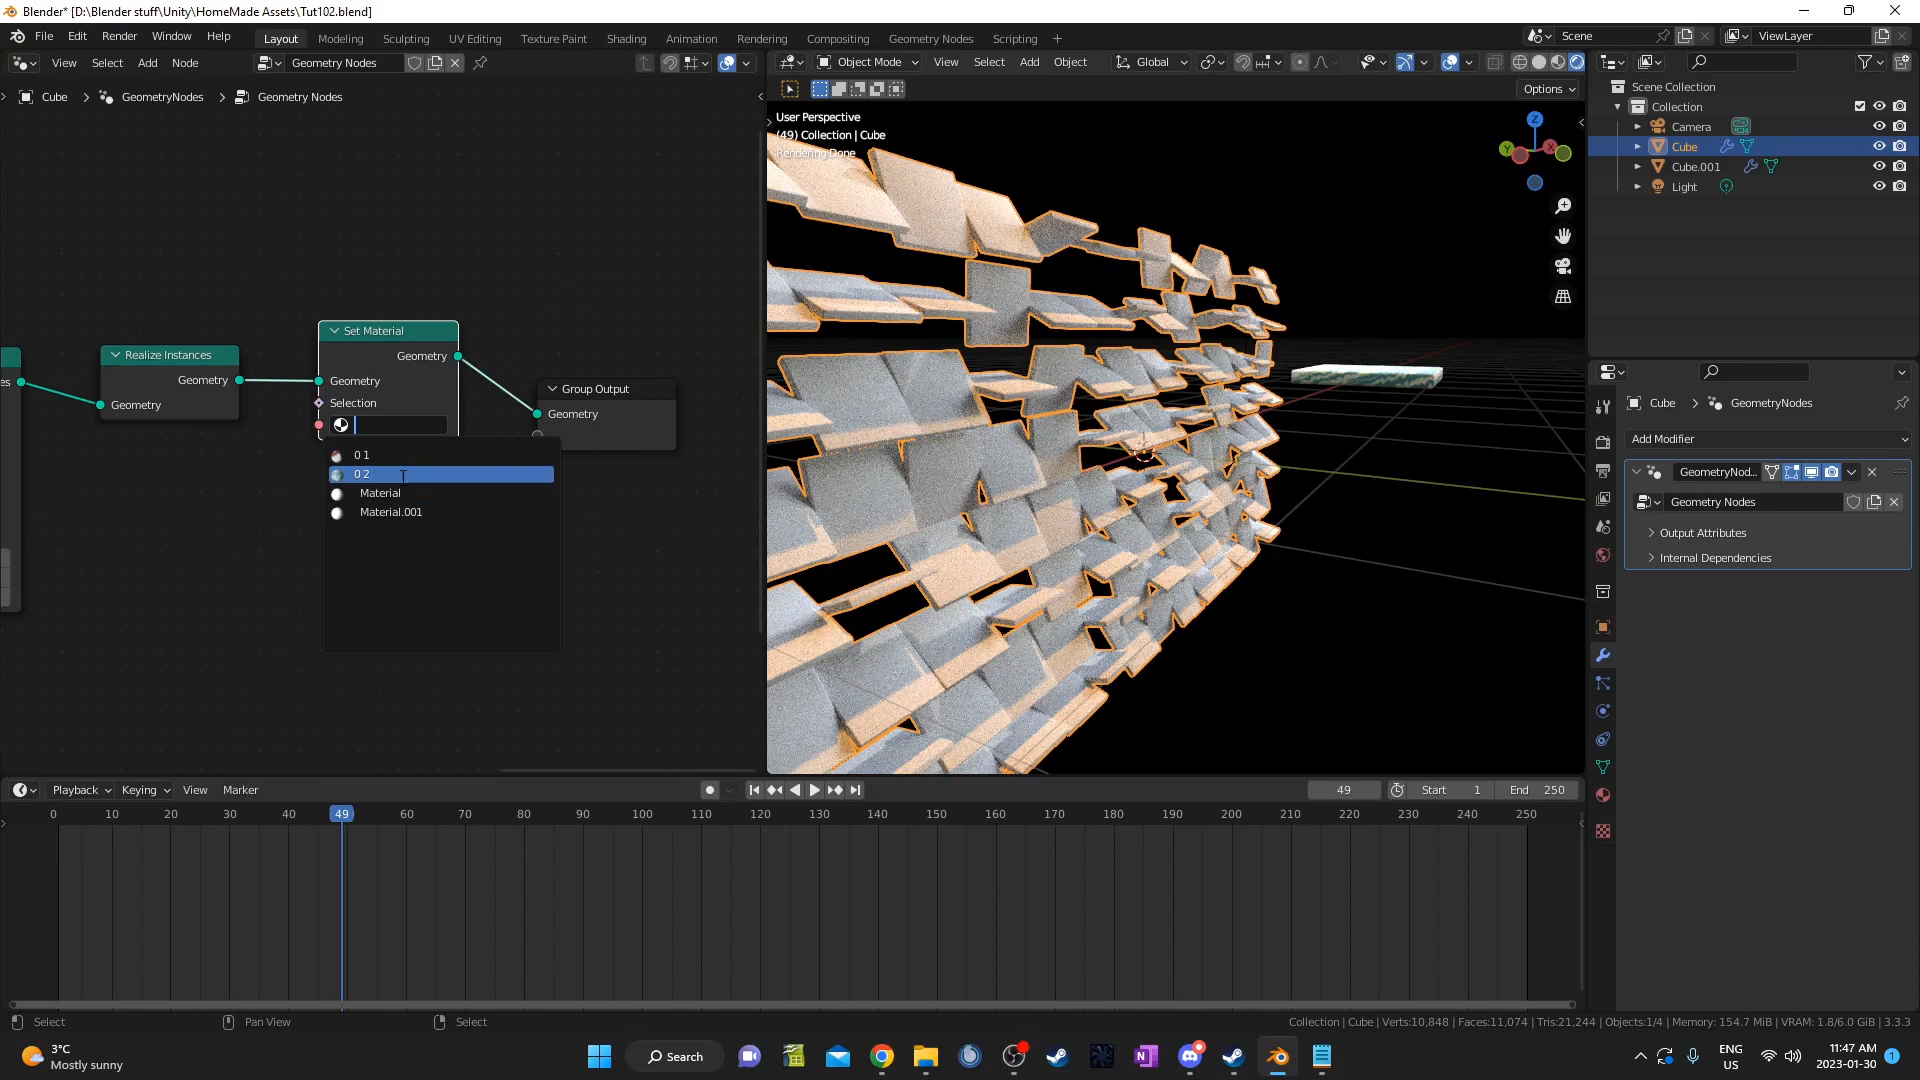 Blender* [D:\Blender stuff\Unity\HomeMade Assets\Tut102.blend]
File Edit Render Window Help Layout Modeling Sculpting UV Editing Texture Paint Shading Animation Rendering Compositing Geometry Nodes Scripting + Scene ViewLayer
View Select Add Node Geometry Nodes Object Mode View Select Add Object Global
Options
Cube > GeometryNodes > Geometry Nodes
User Perspective
(49) Collection | Cube
Rendering Done
Z
Y
X
Scene Collection
Collection
Camera
Cube
Cube.001
Light
Set Material
Geometry
Geometry
Selection
Realize Instances
Geometry
Geometry
es
Group Output
Geometry
0 1
0 2
Material
Material.001
Cube > GeometryNodes
Add Modifier
GeometryNod...
Geometry Nodes
Output Attributes
Internal Dependencies
Playback Keying View Marker 49 Start 1 End 250
0 10 20 30 40 49 60 70 80 90 100 110 120 130 140 150 160 170 180 190 200 210 220 230 240 250
Select Pan View Select Collection | Cube | Verts:10,848 | Faces:11,074 | Tris:21,244 | Objects:1/4 | Memory: 154.7 MiB | VRAM: 1.8/6.0 GiB | 3.3.3
3°C
Mostly sunny
Search
N
ENG
US
11:47 AM
2023-01-30
1